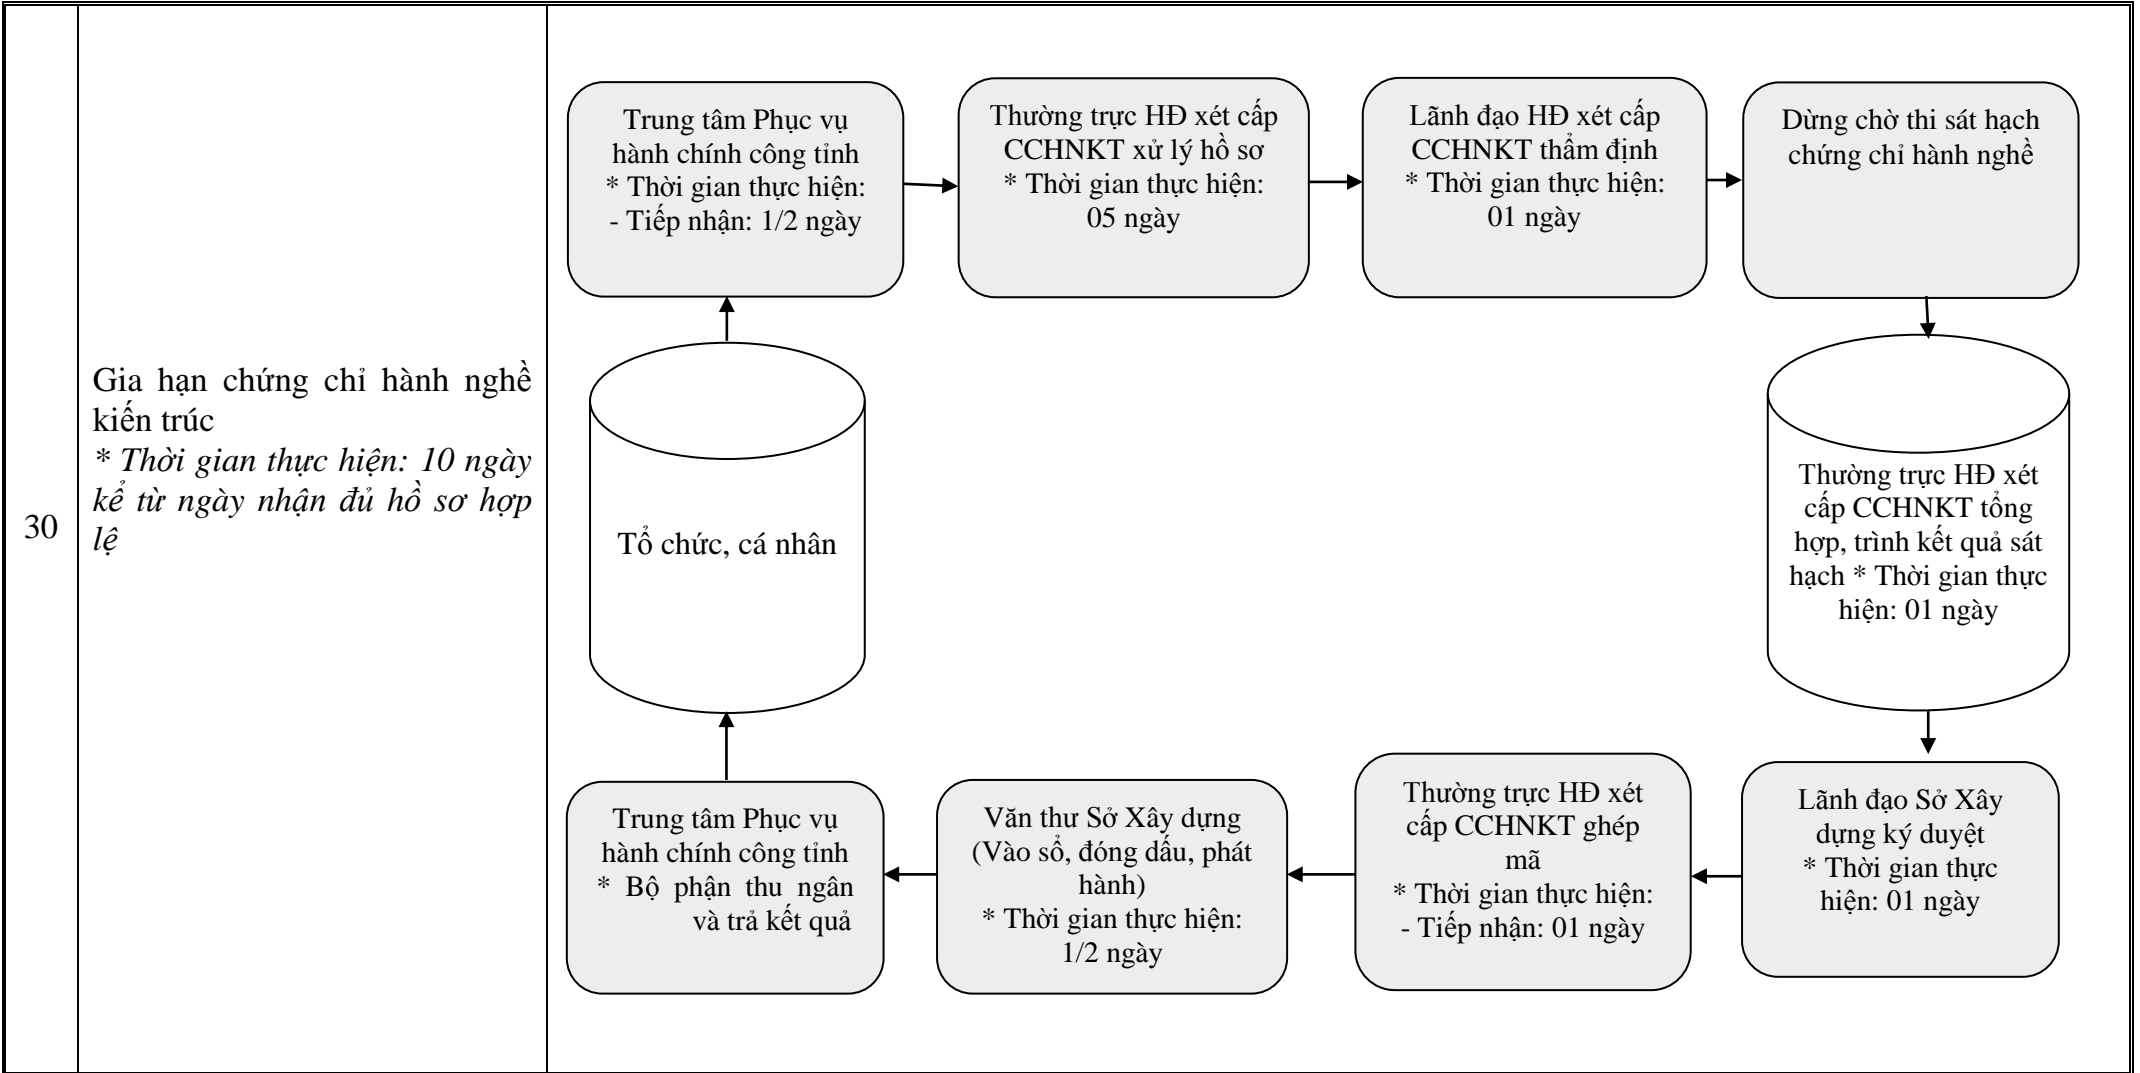 30
Gia hạn chứng chỉ hành nghề
kiến trúc
* Thời gian thực hiện: 10 ngày
kể từ ngày nhận đủ hồ sơ hợp
lệ
Trung tâm Phục vụ
hành chính công tỉnh
* Thời gian thực hiện:
- Tiếp nhận: 1/2 ngày
Thường trực HĐ xét cấp
CCHNKT xử lý hồ sơ
* Thời gian thực hiện:
05 ngày
Lãnh đạo HĐ xét cấp
CCHNKT thẩm định
* Thời gian thực hiện:
01 ngày
Dừng chờ thi sát hạch
chứng chỉ hành nghề
Tổ chức, cá nhân
Thường trực HĐ xét
cấp CCHNKT tổng
hợp, trình kết quả sát
hạch * Thời gian thực
hiện: 01 ngày
Trung tâm Phục vụ
hành chính công tỉnh
* Bộ phận thu ngân
và trả kết quả
Văn thư Sở Xây dựng
(Vào sổ, đóng dấu, phát
hành)
* Thời gian thực hiện:
1/2 ngày
Thường trực HĐ xét
cấp CCHNKT ghép
mã
* Thời gian thực hiện:
- Tiếp nhận: 01 ngày
Lãnh đạo Sở Xây
dựng ký duyệt
* Thời gian thực
hiện: 01 ngày